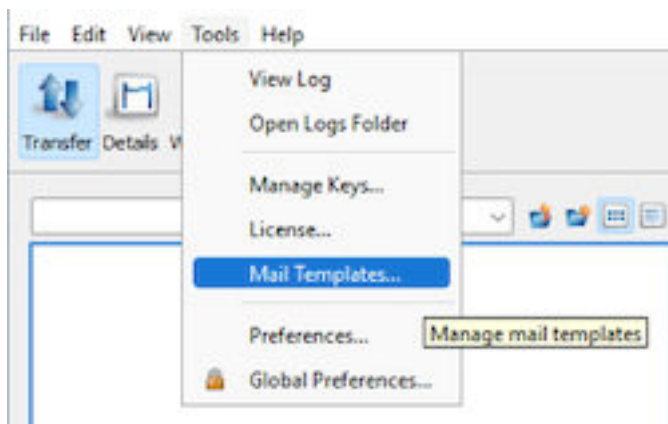 File Edit View Tools Help
Transfer Details
View Log
Open Logs Folder
Manage Keys...
License...
Mail Templates...
Preferences...
Manage mail templates
Global Preferences...